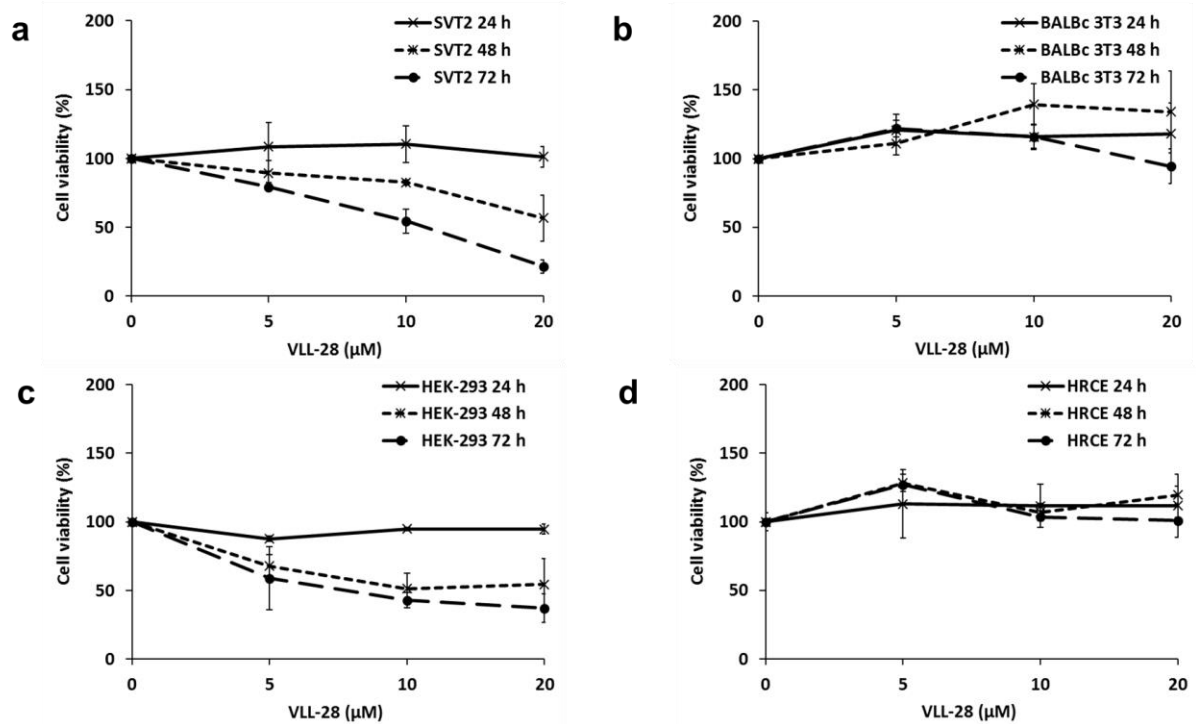 a
SVT2 24 h
SVT2 48 h
SVT2 72 h
Cell viability (%)
200
150
100
50
0
0 5 10 20
VLL-28 (µM)
b
BALBc 3T3 24 h
BALBc 3T3 48 h
BALBc 3T3 72 h
Cell viability (%)
200
150
100
50
0
0 5 10 20
VLL-28 (µM)
c
HEK-293 24 h
HEK-293 48 h
HEK-293 72 h
Cell viability (%)
200
150
100
50
0
0 5 10 20
VLL-28 (µM)
d
HRCE 24 h
HRCE 48 h
HRCE 72 h
Cell viability (%)
200
150
100
50
0
0 5 10 20
VLL-28 (µM)